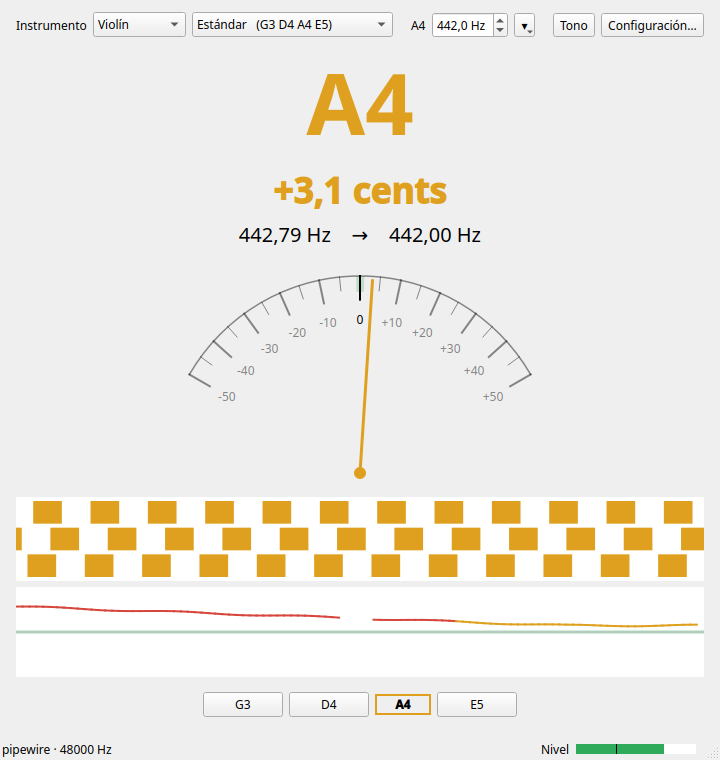 Instrumento Violín Estándar (G3 D4 A4 E5) A4 442,0 Hz Tono Configuración...
A4
+3,1 cents
442,79 Hz → 442,00 Hz
-50 -40 -30 -20 -10 0 +10 +20 +30 +40 +50
G3 D4 A4 E5
pipewire · 48000 Hz Nivel